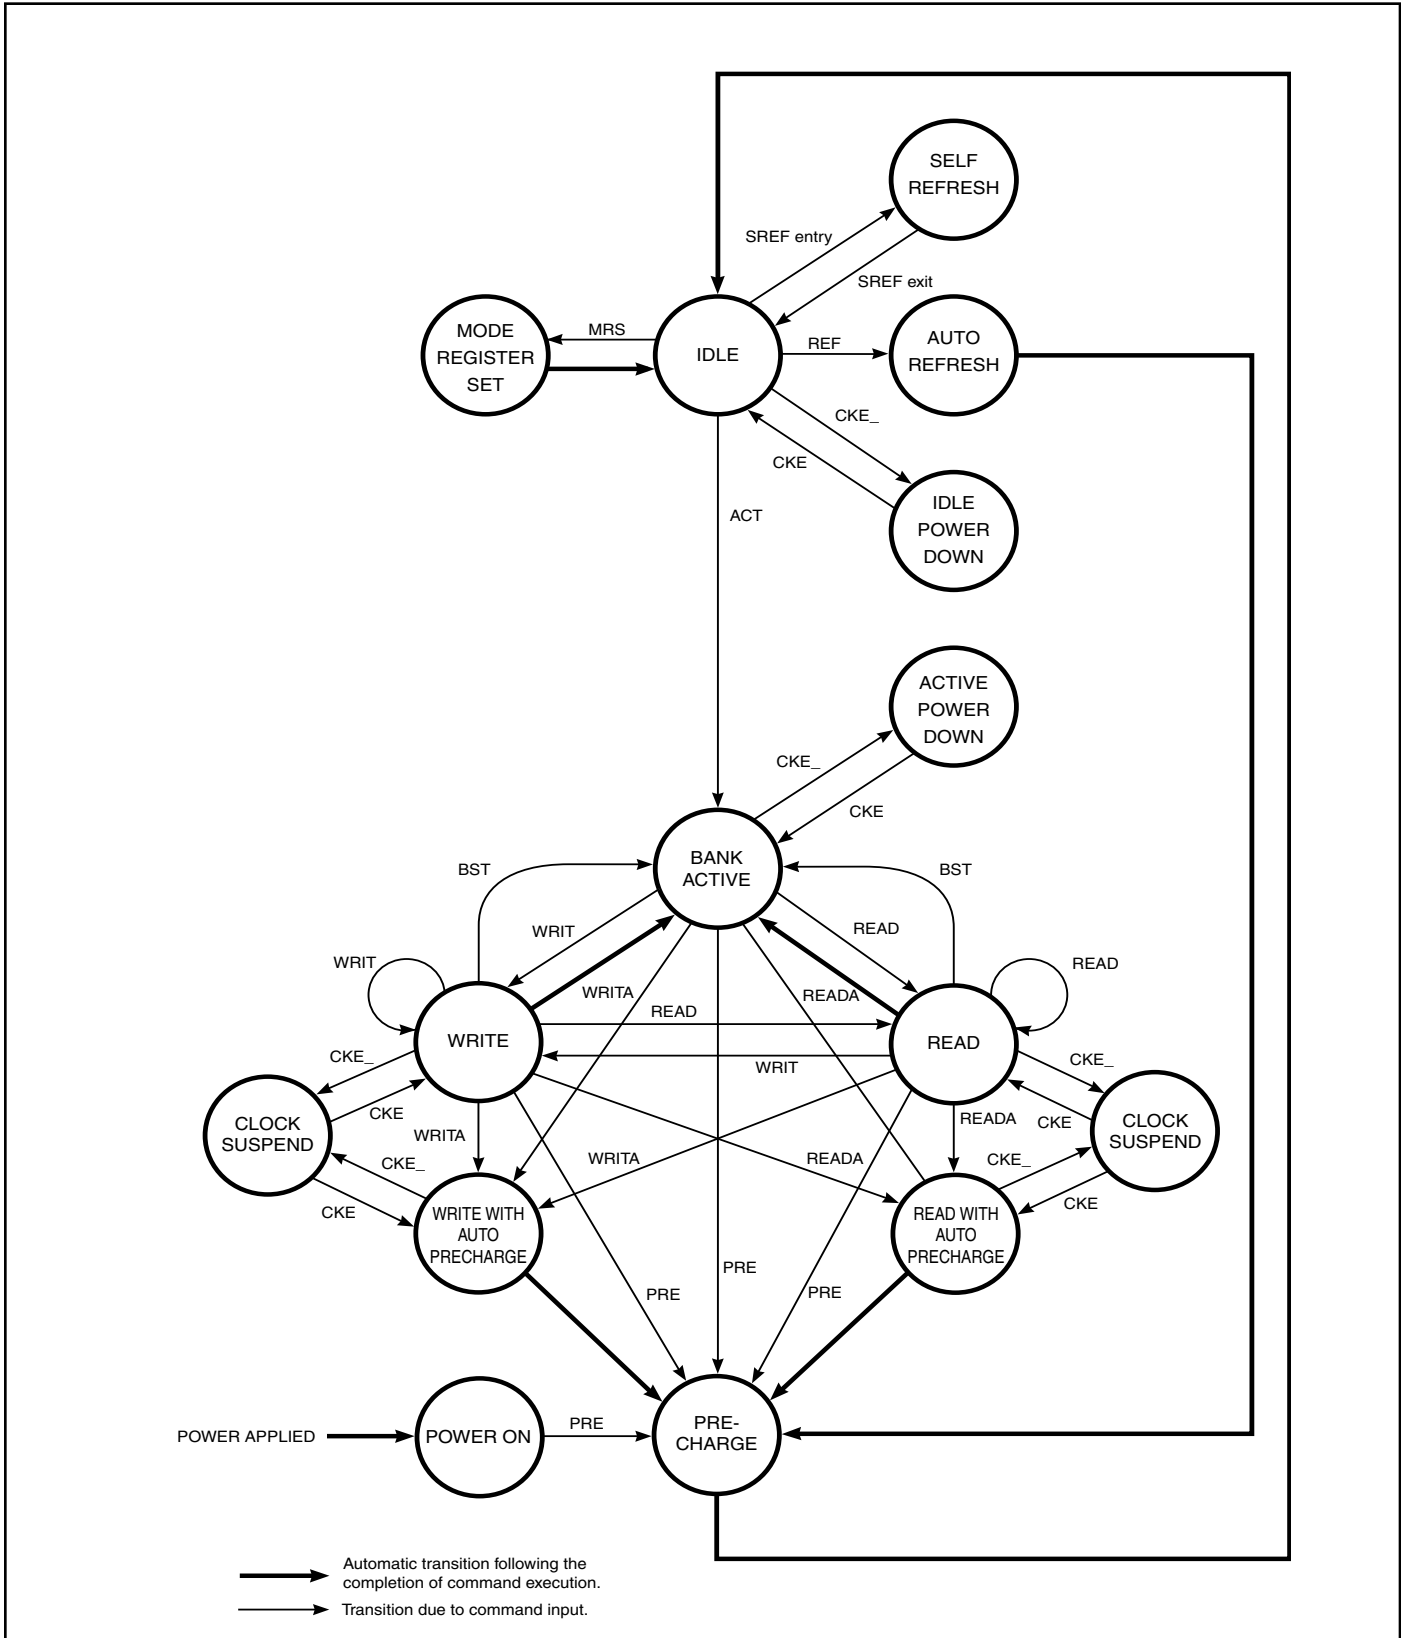 SELF
REFRESH
SREF entry
SREF exit
MODE
REGISTER
SET
MRS
IDLE
REF
AUTO
REFRESH
CKE_
CKE
IDLE
POWER
DOWN
ACT
ACTIVE
POWER
DOWN
CKE_
CKE
BANK
ACTIVE
BST
BST
WRIT
READ
WRIT
WRITA
READA
READ
READ
WRITE
READ
WRIT
CKE_
CKE
CLOCK
SUSPEND
WRITA
CKE_
CKE
WRITA
READA
READA
CKE_
CKE
CLOCK
SUSPEND
CKE_
CKE
WRITE WITH
AUTO
PRECHARGE
READ WITH
AUTO
PRECHARGE
PRE
PRE
PRE
POWER APPLIED
POWER ON
PRE
PRE-
CHARGE
Automatic transition following the
completion of command execution.
Transition due to command input.